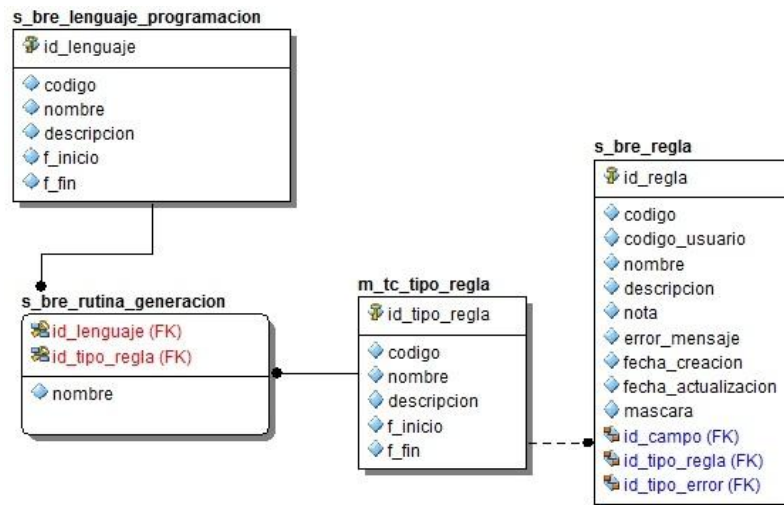 s_bre_lenguaje_programacion
id_lenguaje
codigo
nombre
descripcion
f_inicio
f_fin
s_bre_rutina_generacion
id_lenguaje (FK)
id_tipo_regla (FK)
nombre
m_tc_tipo_regla
id_tipo_regla
codigo
nombre
descripcion
f_inicio
f_fin
s_bre_regla
id_regla
codigo
codigo_usuario
nombre
descripcion
nota
error_mensaje
fecha_creacion
fecha_actualizacion
mascara
id_campo (FK)
id_tipo_regla (FK)
id_tipo_error (FK)